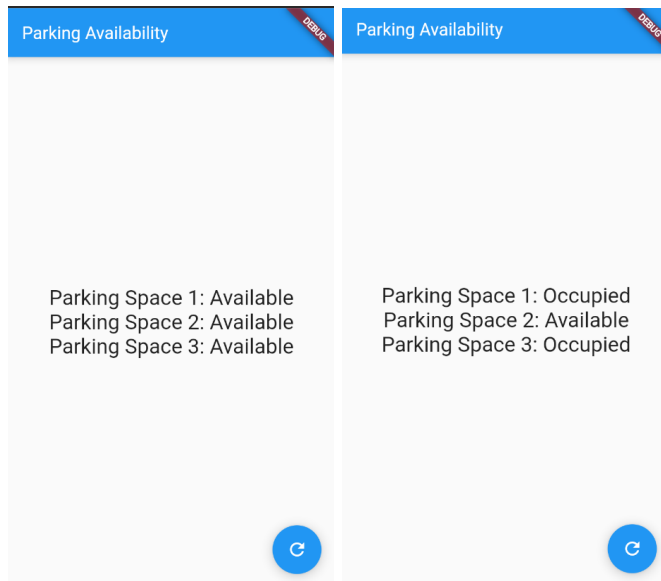 Parking Availability
DEBUG
Parking Space 1: Available
Parking Space 2: Available
Parking Space 3: Available
Parking Availability
DEBUG
Parking Space 1: Occupied
Parking Space 2: Available
Parking Space 3: Occupied